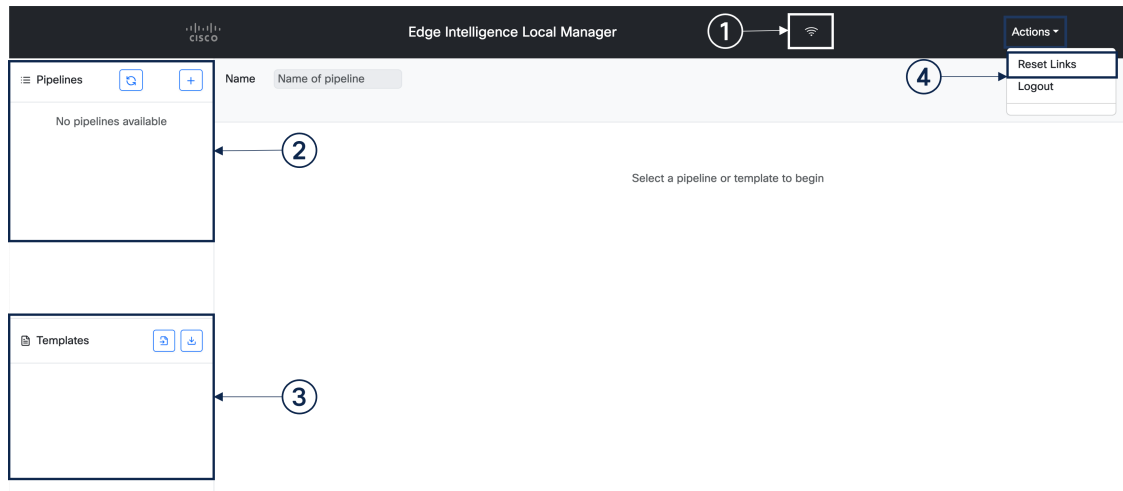 cisco
Edge Intelligence Local Manager
1
Actions
Reset Links
Logout
4
Pipelines
Name
Name of pipeline
No pipelines available
2
Select a pipeline or template to begin
Templates
3